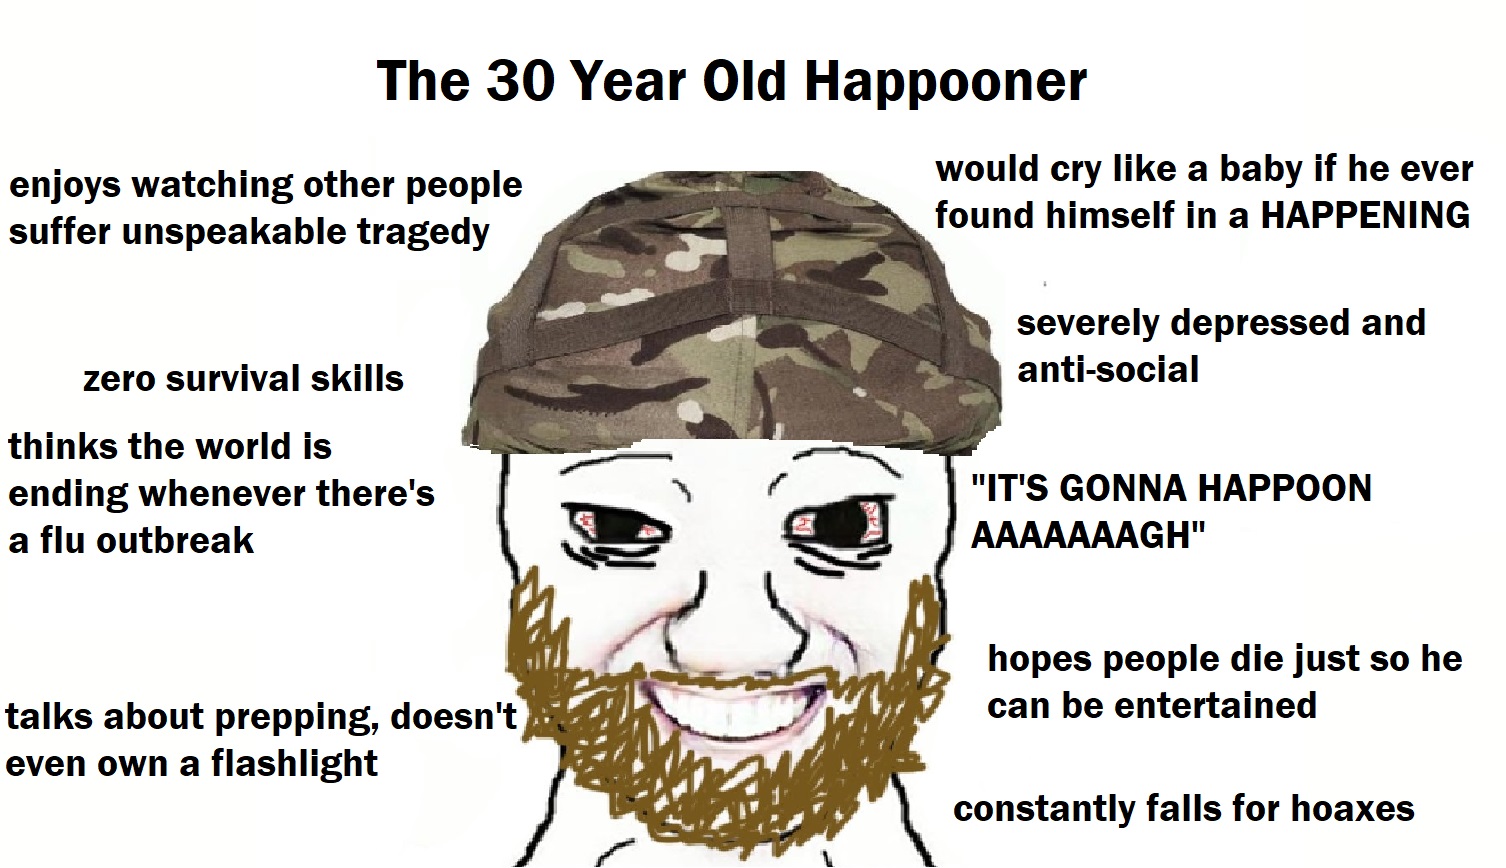 The 30 Year Old Happooner
enjoys watching other people
suffer unspeakable tragedy
would cry like a baby if he ever
found himself in a HAPPENING
severely depressed and
anti-social
zero survival skills
thinks the world is
ending whenever there's
a flu outbreak
"IT'S GONNA HAPPOON
AAAAAAAGH"
hopes people die just so he
can be entertained
talks about prepping, doesn't
even own a flashlight
constantly falls for hoaxes